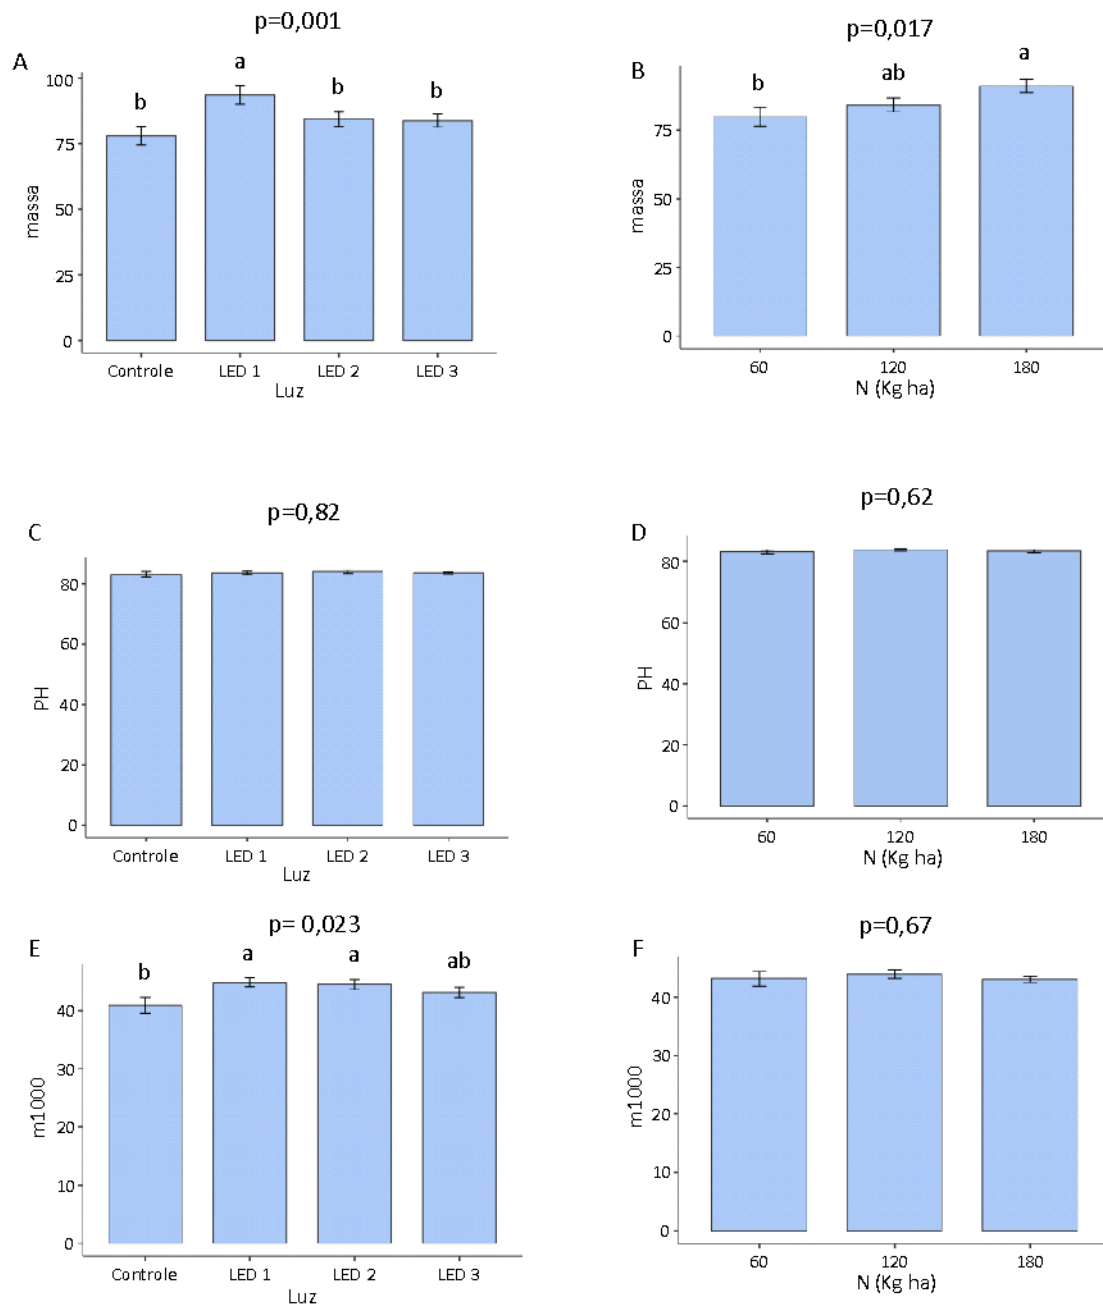 p=0,001
A
b
a
b
b
100
75
50
25
0
massa
Controle
LED 1
LED 2
LED 3
Luz
p=0,017
B
b
ab
a
75
50
25
0
massa
60
120
180
N (Kg ha)
p=0,82
C
80
60
40
20
0
PH
Controle
LED 1
LED 2
LED 3
Luz
p=0,62
D
80
60
40
20
0
PH
60
120
180
N (Kg ha)
p= 0,023
E
b
a
a
ab
40
30
20
10
0
m1000
Controle
LED 1
LED 2
LED 3
Luz
p=0,67
F
40
30
20
10
0
m1000
60
120
180
N (Kg ha)